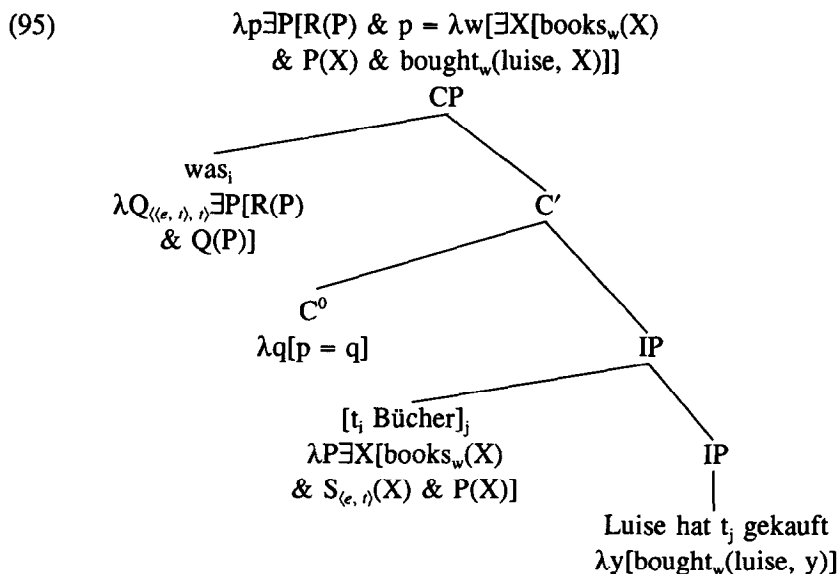 (95)
λp∃P[R(P) & p = λw[∃X[books_w(X)
& P(X) & bought_w(luise, X)]]
CP
was_i
λQ_⟨⟨e, t⟩, t⟩∃P[R(P)
& Q(P)]
C′
C⁰
λq[p = q]
IP
[t_i Bücher]_j
λP∃X[books_w(X)
& S_⟨e, t⟩(X) & P(X)]
IP
Luise hat t_j gekauft
λy[bought_w(luise, y)]